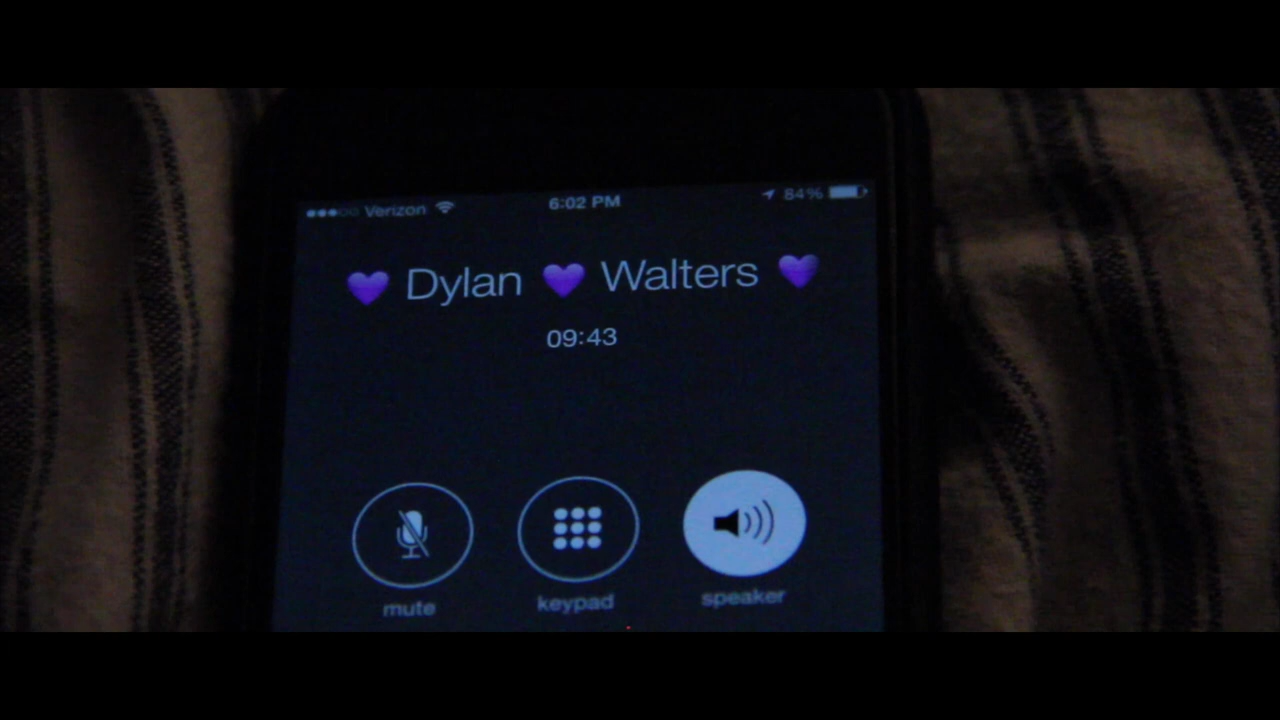 Verizon 6:02 PM 84%
💜 Dylan 💜 Walters 💜
09:43
mute keypad speaker